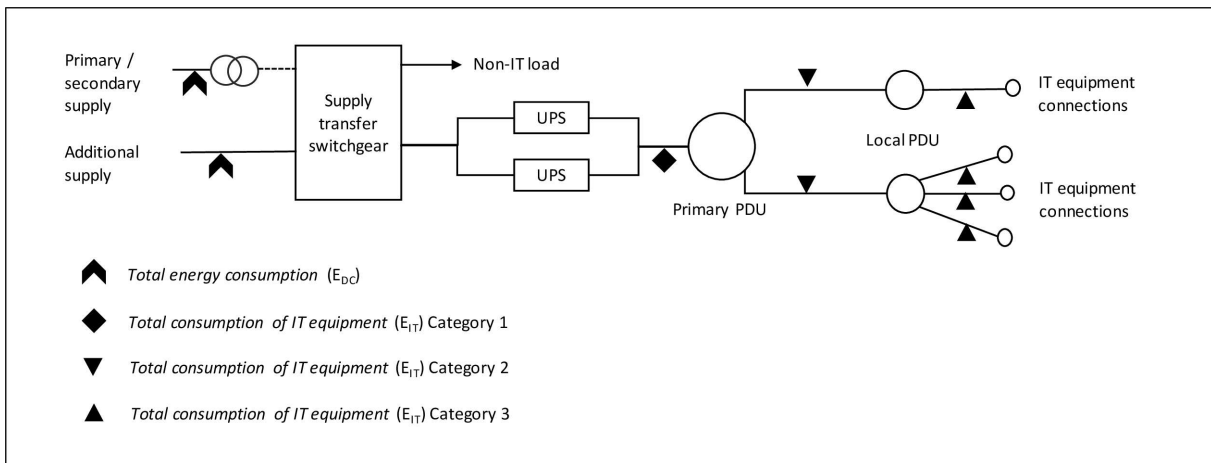 Primary /
secondary
supply
Additional
supply
Supply
transfer
switchgear
Non-IT load
UPS
UPS
Primary PDU
Local PDU
IT equipment
connections
IT equipment
connections
Total energy consumption (EDC)
Total consumption of IT equipment (EIT) Category 1
Total consumption of IT equipment (EIT) Category 2
Total consumption of IT equipment (EIT) Category 3